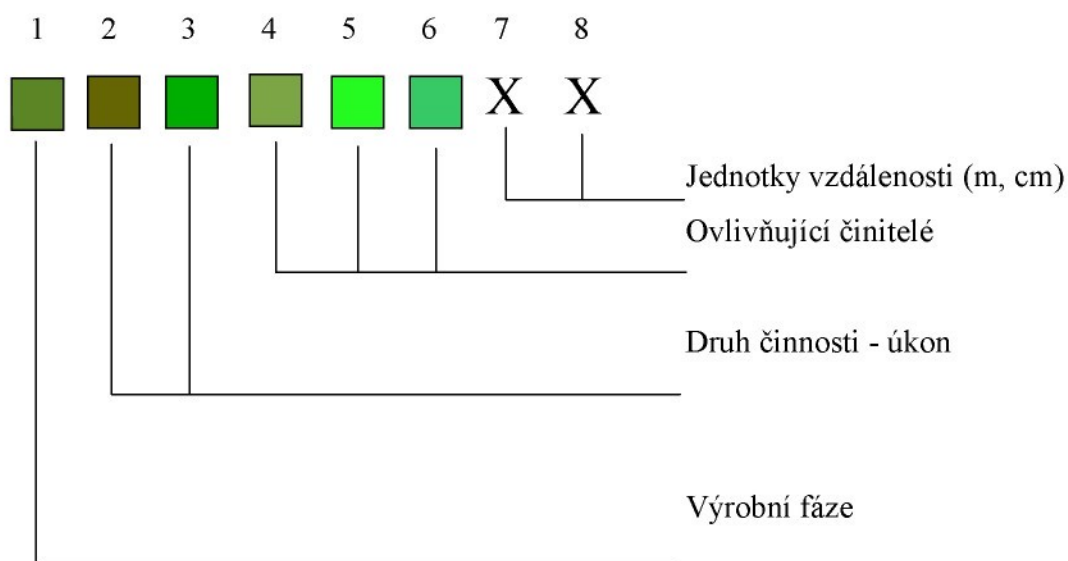 1 2 3 4 5 6 7 8
X X
Jednotky vzdálenosti (m, cm)
Ovlivňující činitelé
Druh činnosti - úkon
Výrobní fáze